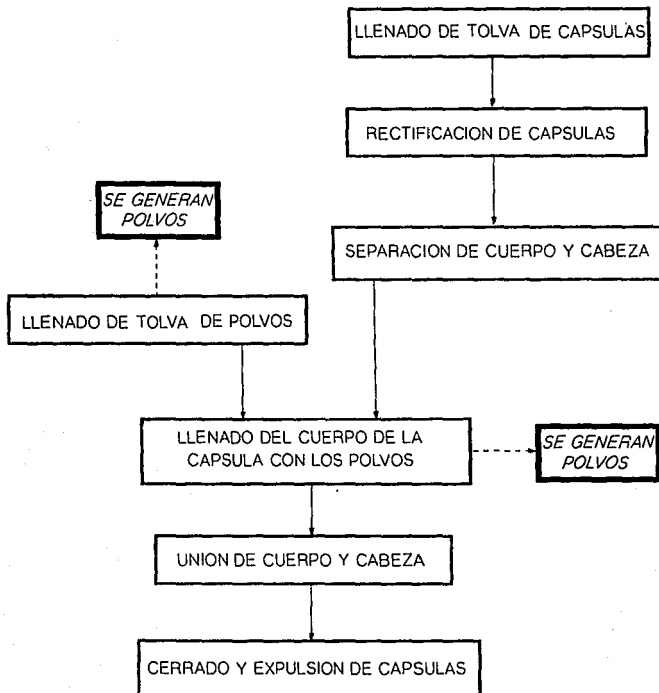 LLENADO DE TOLVA DE CAPSULAS
RECTIFICACION DE CAPSULAS
SE GENERAN
POLVOS
SEPARACION DE CUERPO Y CABEZA
LLENADO DE TOLVA DE POLVOS
LLENADO DEL CUERPO DE LA
CAPSULA CON LOS POLVOS
SE GENERAN
POLVOS
UNION DE CUERPO Y CABEZA
CERRADO Y EXPULSION DE CAPSULAS